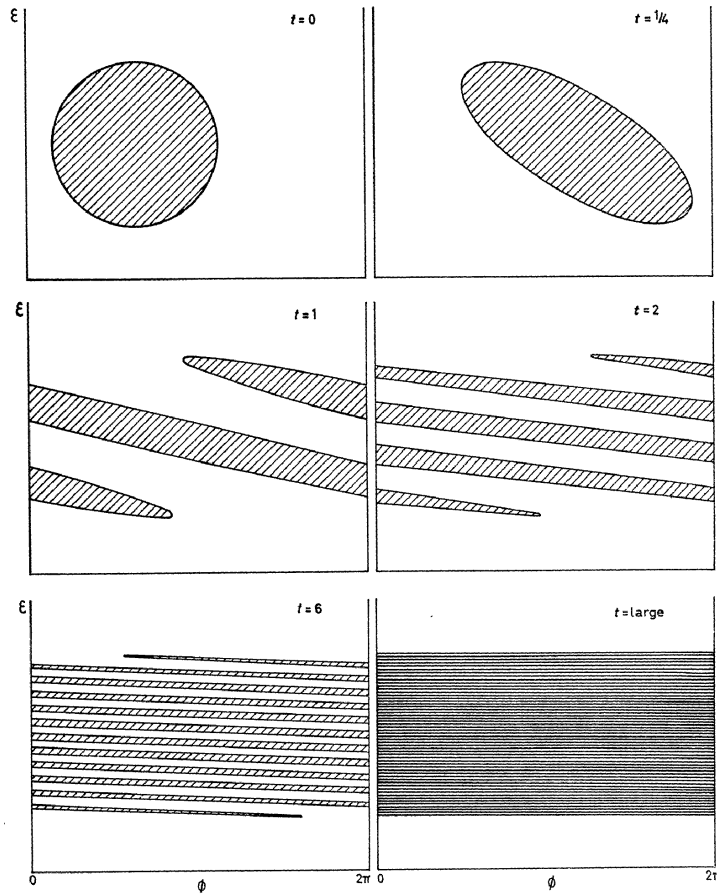 ε t = 0 t = 1/4
ε t = 1 t = 2
ε t = 6 t = large
0 ϕ 2π 0 ϕ 2π